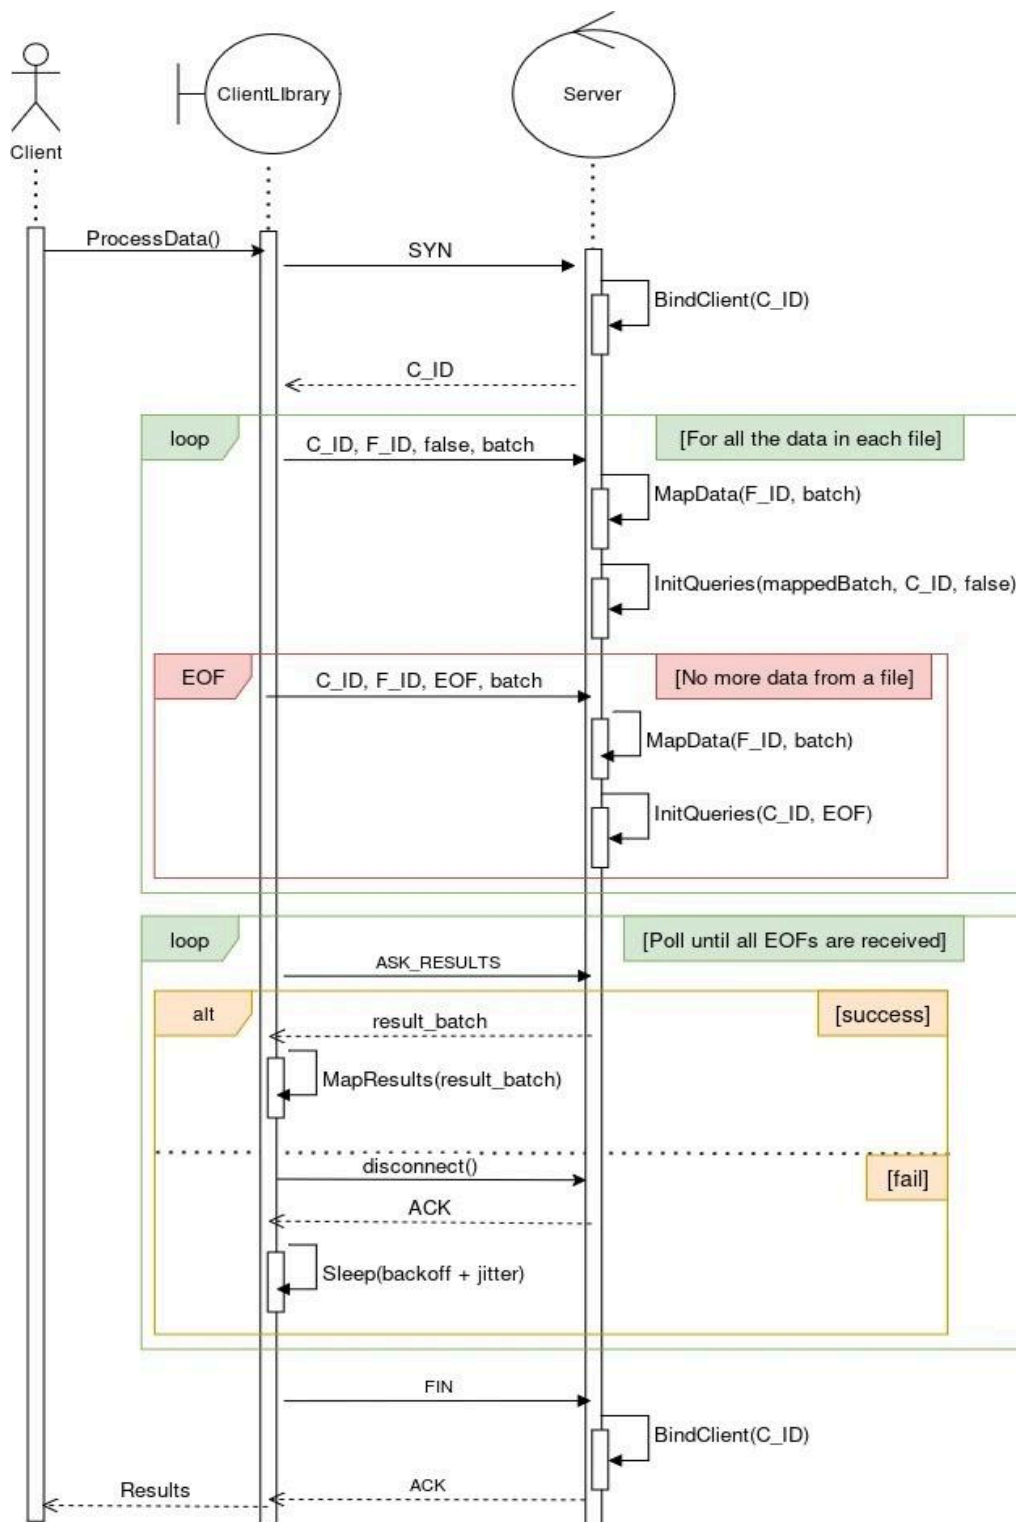 ClientLIbrary
Server
Client
ProcessData()
SYN
BindClient(C_ID)
C_ID
loop
[For all the data in each file]
C_ID, F_ID, false, batch
MapData(F_ID, batch)
InitQueries(mappedBatch, C_ID, false)
EOF
[No more data from a file]
C_ID, F_ID, EOF, batch
MapData(F_ID, batch)
InitQueries(C_ID, EOF)
loop
[Poll until all EOFs are received]
ASK_RESULTS
alt
[success]
result_batch
MapResults(result_batch)
disconnect()
[fail]
ACK
Sleep(backoff + jitter)
FIN
BindClient(C_ID)
ACK
Results